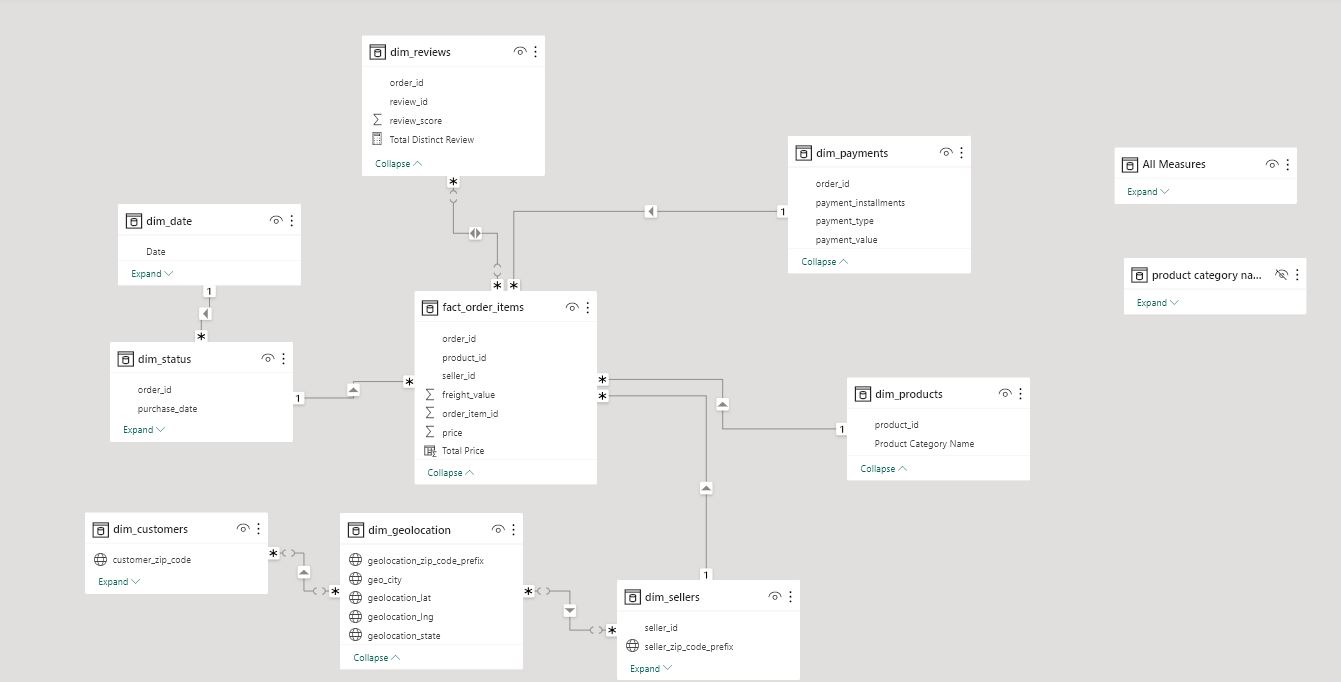 dim_reviews
order_id
review_id
review_score
Total Distinct Review
Collapse
*
dim_payments
order_id
payment_installments
payment_type
payment_value
Collapse
1
All Measures
Expand
dim_date
Date
Expand
1
product category na...
Expand
* *
fact_order_items
order_id
product_id
seller_id
freight_value
order_item_id
price
Total Price
Collapse
*
dim_status
order_id
purchase_date
Expand
1
*
*
*
dim_products
product_id
Product Category Name
Collapse
1
dim_customers
customer_zip_code
Expand
*
dim_geolocation
geolocation_zip_code_prefix
geo_city
geolocation_lat
geolocation_lng
geolocation_state
Collapse
*
*
1
dim_sellers
seller_id
seller_zip_code_prefix
Expand
*